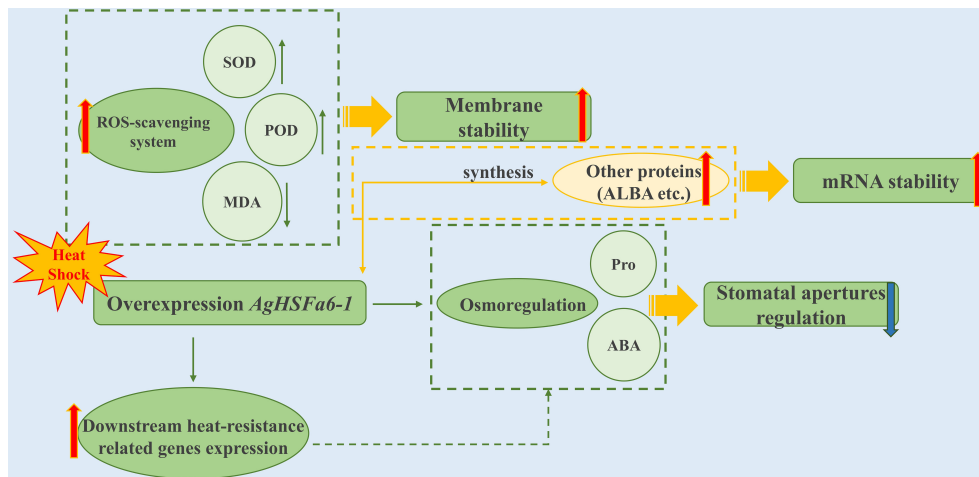 SOD
ROS-scavenging
system
POD
MDA
Membrane
stability
synthesis
Other proteins
(ALBA etc.)
mRNA stability
Heat
Shock
Overexpression AgHSFa6-1
Osmoregulation
Pro
ABA
Stomatal apertures
regulation
Downstream heat-resistance
related genes expression